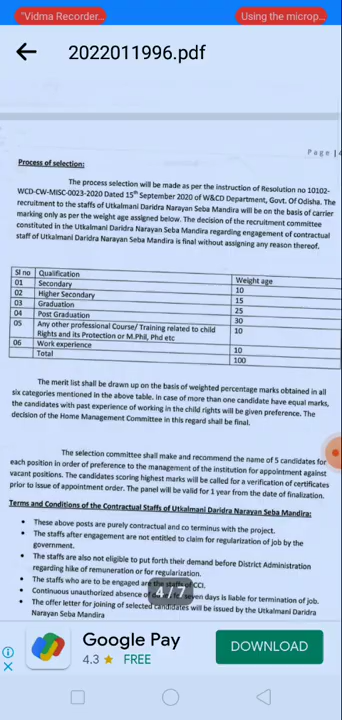 "Vidma Recorder... Using the microp...
2022011996.pdf
Page | 4
Process of selection:
The process selection will be made as per the instruction of Resolution no 10102-
WCD-CW-MISC-0023-2020 Dated 15th September 2020 of W&CD Department, Govt. Of Odisha. The
recruitment to the staffs of Utkalmani Daridra Narayan Seba Mandira will be on the basis of carrier
marking only as per the weight age assigned below. The decision of the recruitment committee
constituted in the Utkalmani Daridra Narayan Seba Mandira regarding engagement of contractual
staff of Utkalmani Daridra Narayan Seba Mandira is final without assigning any reason thereof.
Sl no Qualification Weight age
01 Secondary 10
02 Higher Secondary 15
03 Graduation 25
04 Post Graduation 30
05 Any other professional Course/ Training related to child 10
Rights and its Protection or M.Phil, Phd etc
06 Work experience 10
Total 100
The merit list shall be drawn up on the basis of weighted percentage marks obtained in all
six categories mentioned in the above table. In case of more than one candidate have equal marks,
the candidates with past experience of working in the child rights will be given preference. The
decision of the Home Management Committee in this regard shall be final.
The selection committee shall make and recommend the name of 5 candidates for
each position in order of preference to the management of the institution for appointment against
vacant positions. The candidates scoring highest marks will be called for a verification of certificates
prior to issue of appointment order. The panel will be valid for 1 year from the date of finalization.
Terms and Conditions of the Contractual Staffs of Utkalmani Daridra Narayan Seba Mandira:
• These above posts are purely contractual and co terminus with the project.
• The staffs after engagement are not entitled to claim for regularization of job by the
government.
• The staffs are also not eligible to put forth their demand before District Administration
regarding hike of remuneration or for regularization.
• The staffs who are to be engaged are the staffs of CCI.
• Continuous unauthorized absence of seven days is liable for termination of job.
• The offer letter for joining of selected candidates will be issued by the Utkalmani Daridra
Narayan Seba Mandira
4 / 7
Google Pay
4.3 ★ FREE
DOWNLOAD